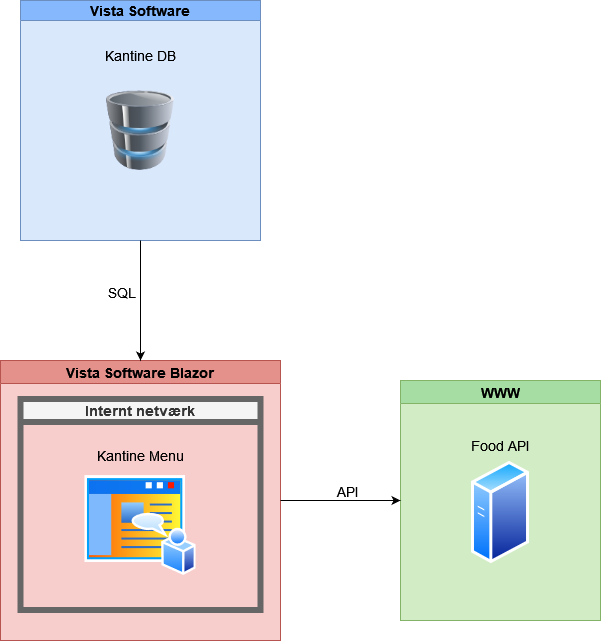 Vista Software
Kantine DB
SQL
Vista Software Blazor
Internt netværk
Kantine Menu
API
WWW
Food API